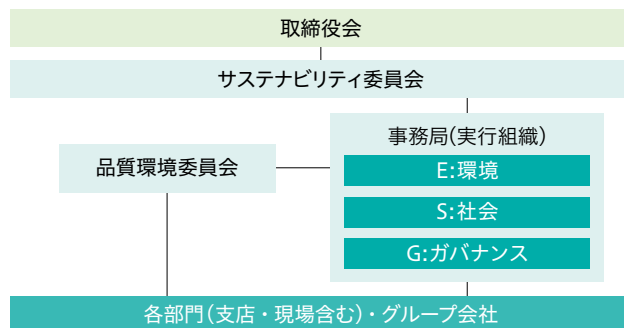 取締役会
サステナビリティ委員会
事務局(実行組織)
品質環境委員会
E:環境
S:社会
G:ガバナンス
各部門(支店・現場含む)・グループ会社